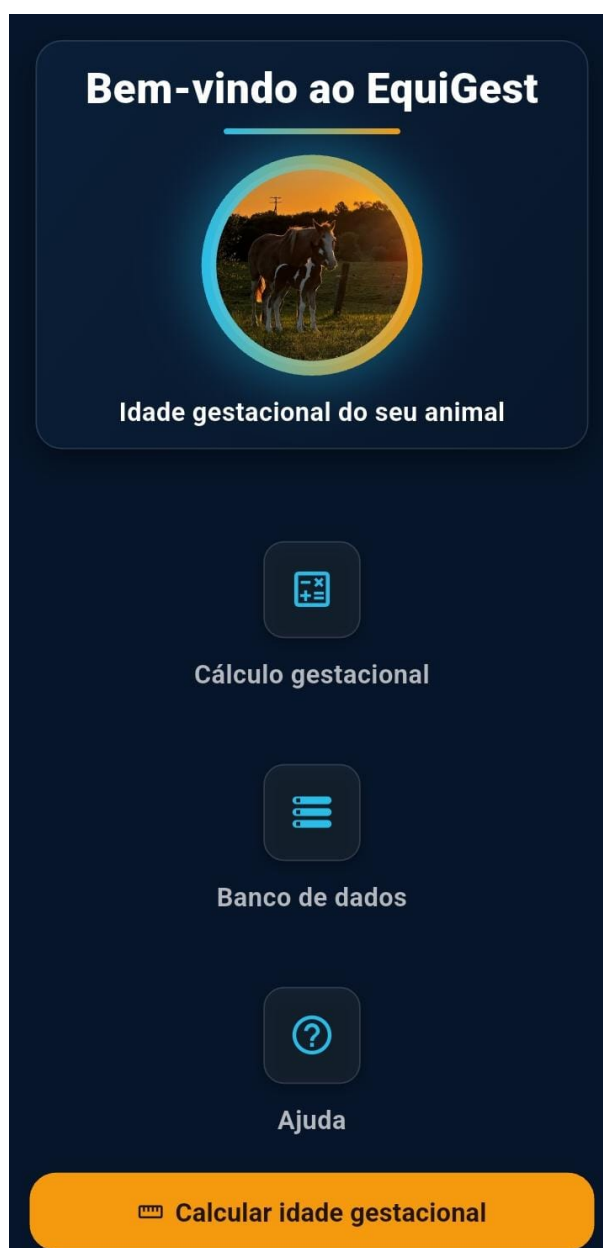 Bem-vindo ao EquiGest
Idade gestacional do seu animal
Cálculo gestacional
Banco de dados
Ajuda
Calcular idade gestacional